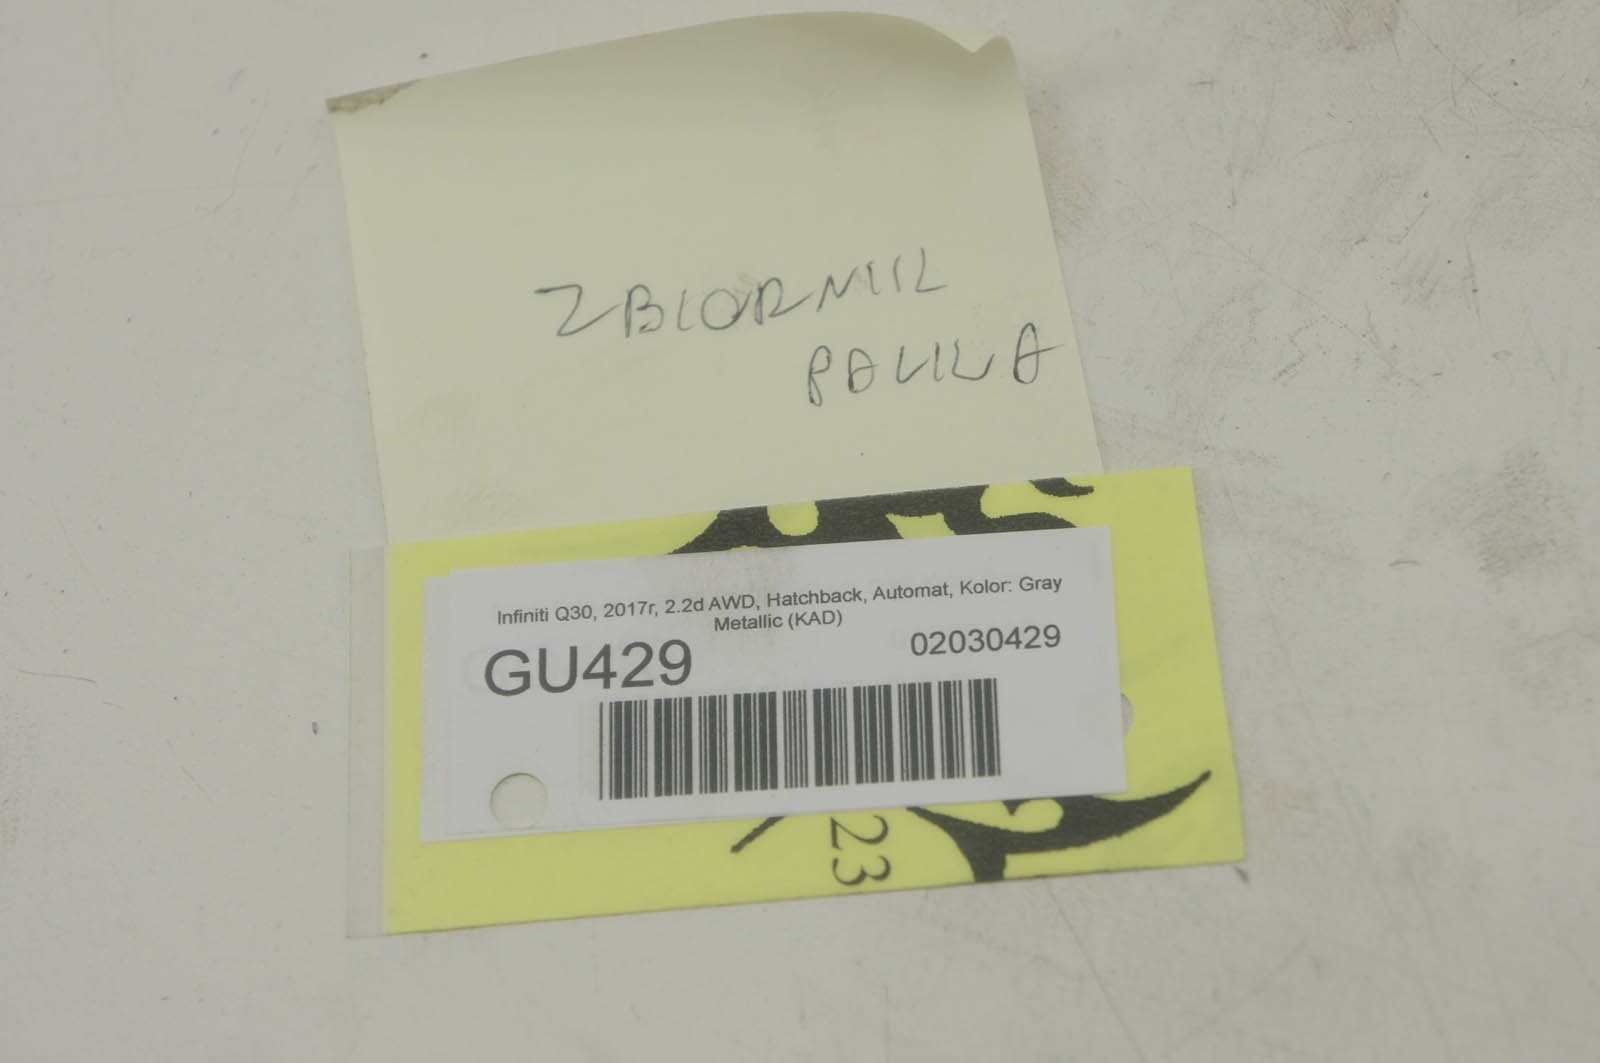 ZBIORNIK
PALIWA
Infiniti Q30, 2017r, 2.2d AWD, Hatchback, Automat, Kolor: Gray
Metallic (KAD)
GU429
02030429
23